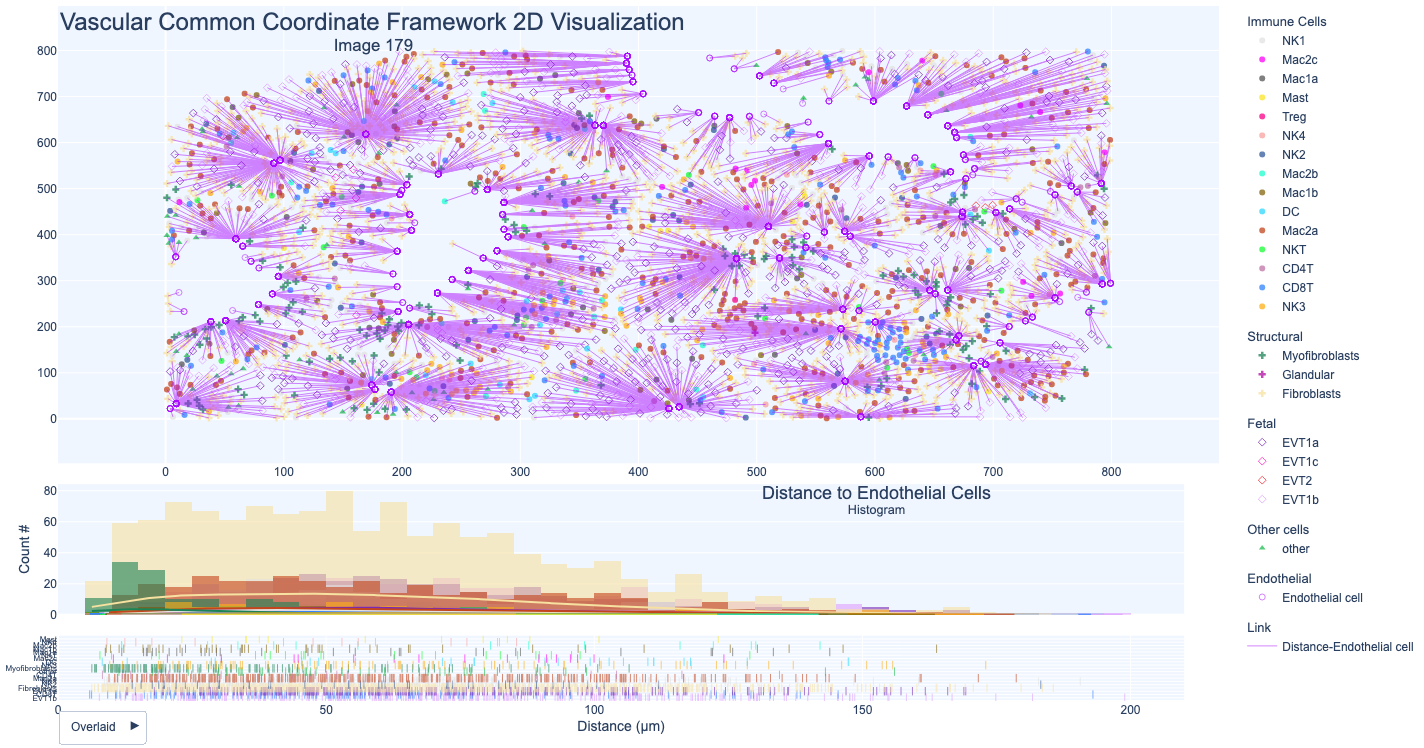 Vascular Common Coordinate Framework 2D Visualization
Image 179
800
700
600
500
400
300
200
100
0
0 100 200 300 400 500 600 700 800
Immune Cells
NK1
Mac2c
Mac1a
Mast
Treg
NK4
NK2
Mac2b
Mac1b
DC
Mac2a
NKT
CD4T
CD8T
NK3
Structural
Myofibroblasts
Glandular
Fibroblasts
Fetal
EVT1a
EVT1c
EVT2
EVT1b
Other cells
other
Endothelial
Endothelial cell
Link
Distance-Endothelial cell
Distance to Endothelial Cells
Histogram
Count #
80
60
40
20
0
Mast
Myofibroblasts
EVT1b
0 50 100 150 200
Distance (μm)
Overlaid ▶